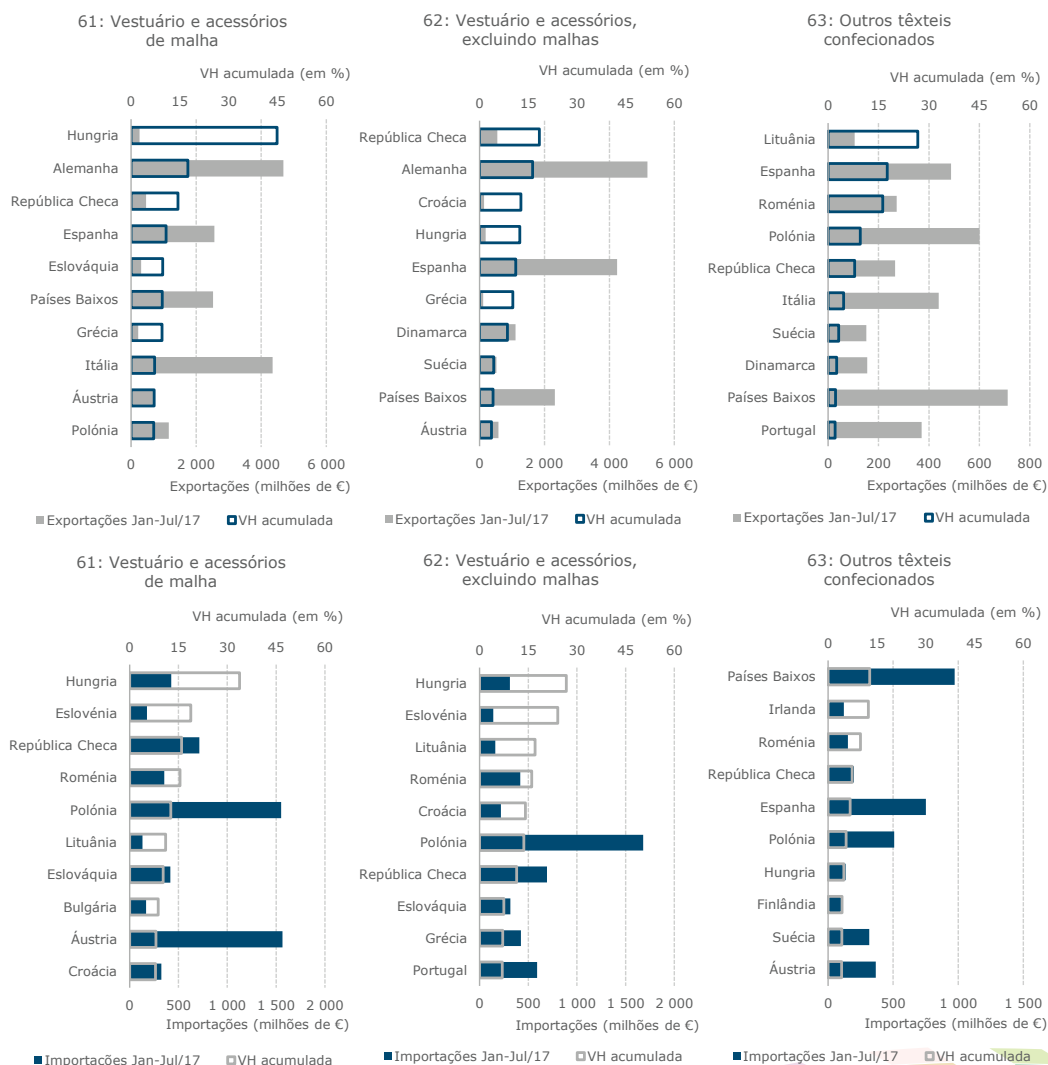 61: Vestuário e acessórios
de malha
VH acumulada (em %)
0 15 30 45 60
Hungria
Alemanha
República Checa
Espanha
Eslováquia
Países Baixos
Grécia
Itália
Áustria
Polónia
0 2 000 4 000 6 000
Exportações (milhões de €)
Exportações Jan-Jul/17 VH acumulada
62: Vestuário e acessórios,
excluindo malhas
VH acumulada (em %)
0 15 30 45 60
República Checa
Alemanha
Croácia
Hungria
Espanha
Grécia
Dinamarca
Suécia
Países Baixos
Áustria
0 2 000 4 000 6 000
Exportações (milhões de €)
Exportações Jan-Jul/17 VH acumulada
63: Outros têxteis
confecionados
VH acumulada (em %)
0 15 30 45 60
Lituânia
Espanha
Roménia
Polónia
República Checa
Itália
Suécia
Dinamarca
Países Baixos
Portugal
0 200 400 600 800
Exportações (milhões de €)
Exportações Jan-Jul/17 VH acumulada
61: Vestuário e acessórios
de malha
VH acumulada (em %)
0 15 30 45 60
Hungria
Eslovénia
República Checa
Roménia
Polónia
Lituânia
Eslováquia
Bulgária
Áustria
Croácia
0 500 1 000 1 500 2 000
Importações (milhões de €)
Importações Jan-Jul/17 VH acumulada
62: Vestuário e acessórios,
excluindo malhas
VH acumulada (em %)
0 15 30 45 60
Hungria
Eslovénia
Lituânia
Roménia
Croácia
Polónia
República Checa
Eslováquia
Grécia
Portugal
0 500 1 000 1 500 2 000
Importações (milhões de €)
Importações Jan-Jul/17 VH acumulada
63: Outros têxteis
confecionados
VH acumulada (em %)
0 15 30 45 60
Países Baixos
Irlanda
Roménia
República Checa
Espanha
Polónia
Hungria
Finlândia
Suécia
Áustria
0 500 1 000 1 500
Importações (milhões de €)
Importações Jan-Jul/17 VH acumulada